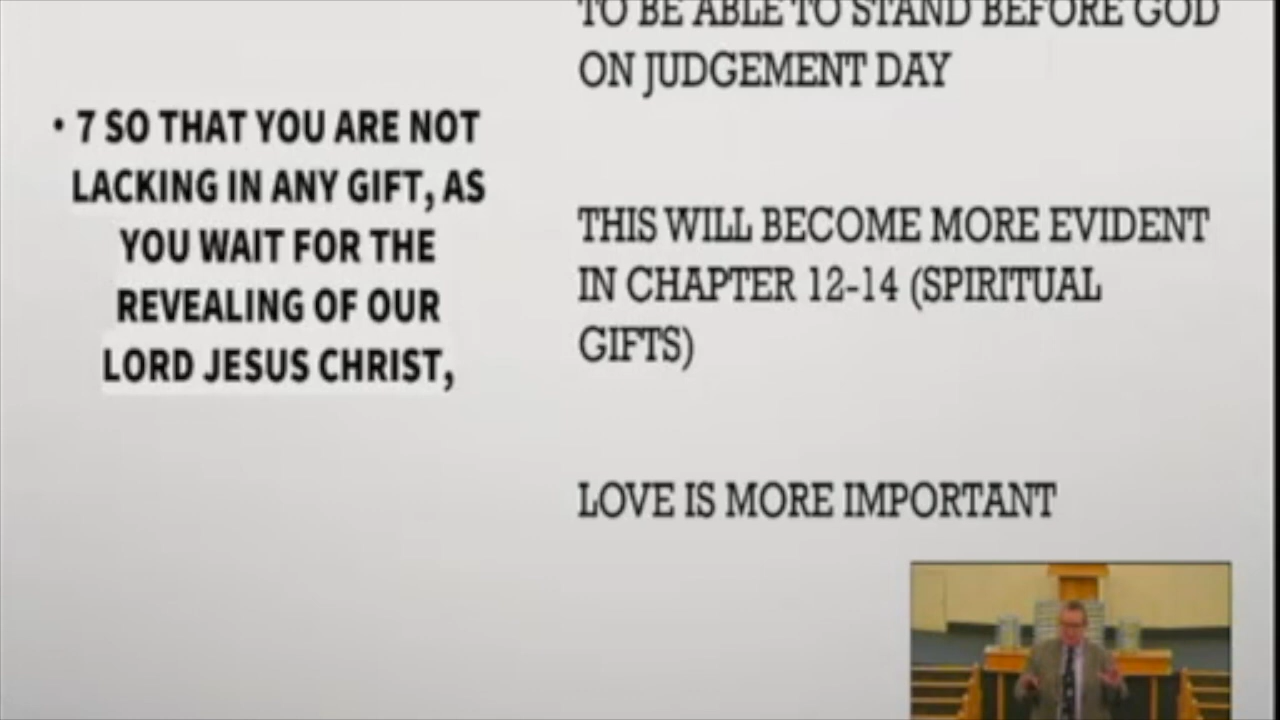 • 7 SO THAT YOU ARE NOT
LACKING IN ANY GIFT, AS
YOU WAIT FOR THE
REVEALING OF OUR
LORD JESUS CHRIST,
TO BE ABLE TO STAND BEFORE GOD
ON JUDGEMENT DAY
THIS WILL BECOME MORE EVIDENT
IN CHAPTER 12-14 (SPIRITUAL
GIFTS)
LOVE IS MORE IMPORTANT